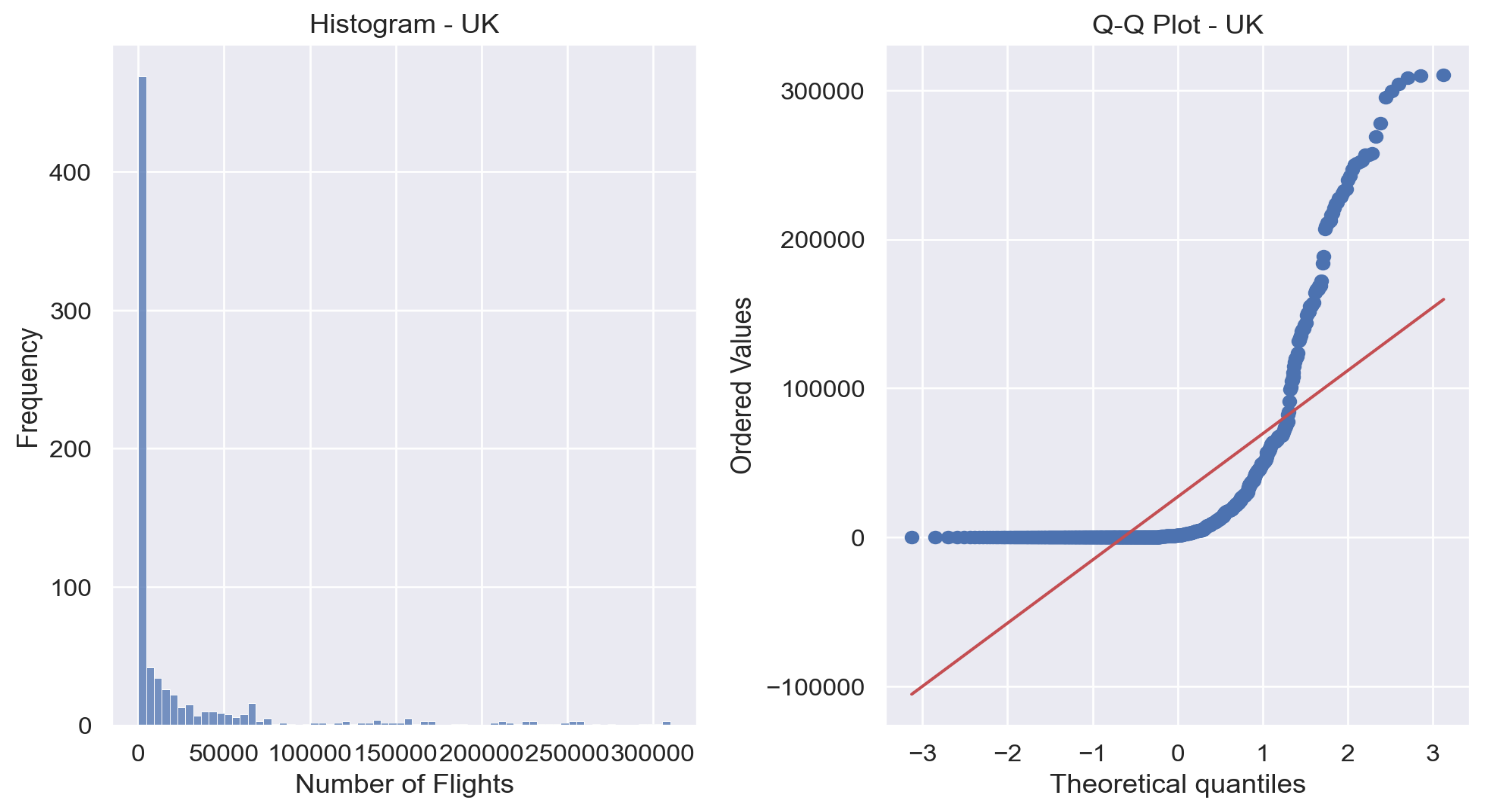 Histogram - UK
400
300
200
100
0
Frequency
0 50000 100000 150000 200000 250000 300000
Number of Flights
Q-Q Plot - UK
300000
200000
100000
0
−100000
Ordered Values
−3 −2 −1 0 1 2 3
Theoretical quantiles